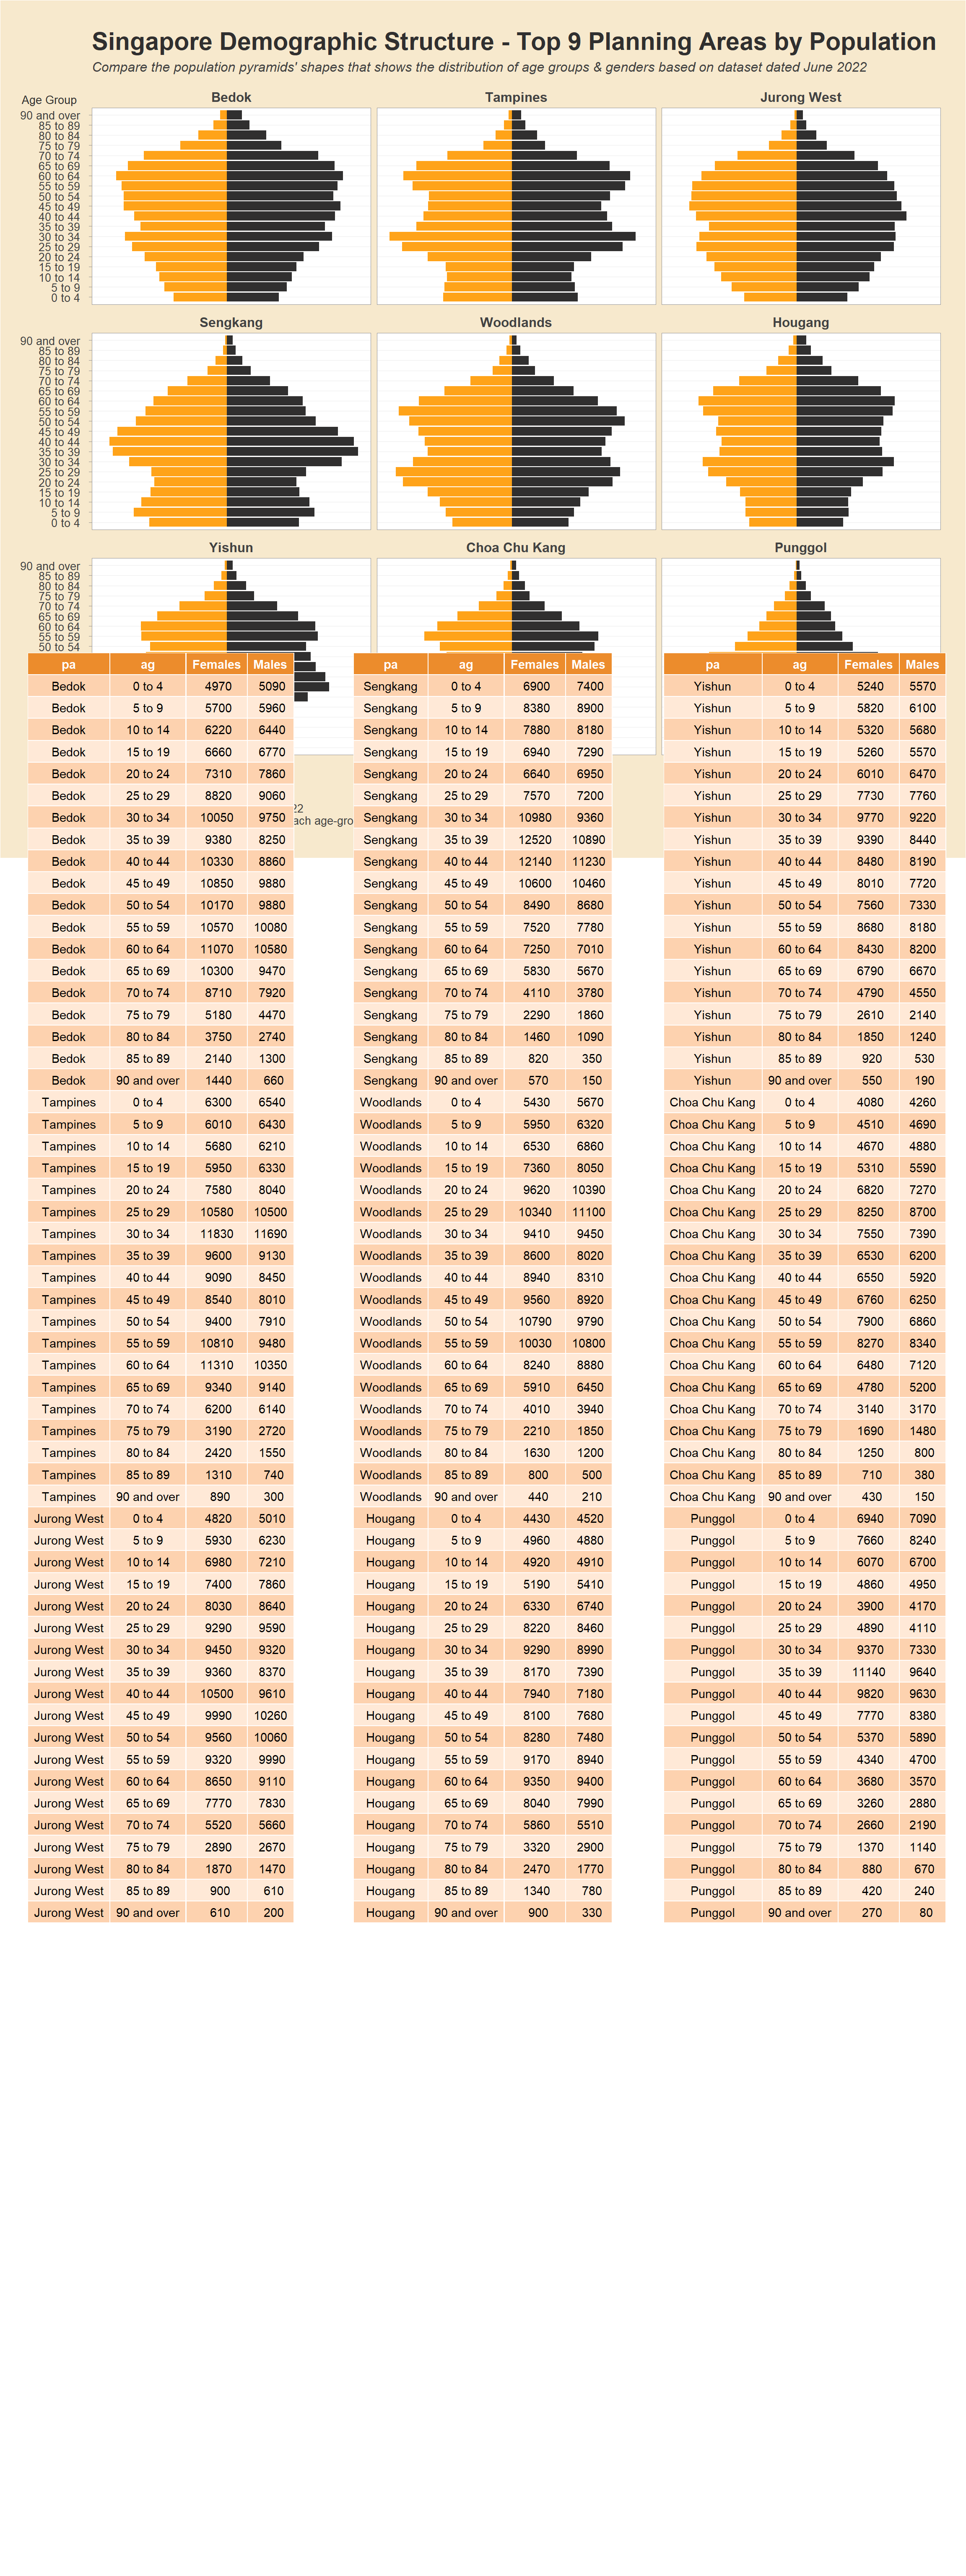 Singapore Demographic Structure - Top 9 Planning Areas by Population
Compare the population pyramids' shapes that shows the distribution of age groups & genders based on dataset dated June 2022
Age Group
Bedok Tampines Jurong West
90 and over
85 to 89
80 to 84
75 to 79
70 to 74
65 to 69
60 to 64
55 to 59
50 to 54
45 to 49
40 to 44
35 to 39
30 to 34
25 to 29
20 to 24
15 to 19
10 to 14
5 to 9
0 to 4
Sengkang Woodlands Hougang
90 and over
85 to 89
80 to 84
75 to 79
70 to 74
65 to 69
60 to 64
55 to 59
50 to 54
45 to 49
40 to 44
35 to 39
30 to 34
25 to 29
20 to 24
15 to 19
10 to 14
5 to 9
0 to 4
Yishun Choa Chu Kang Punggol
90 and over
85 to 89
80 to 84
75 to 79
70 to 74
65 to 69
60 to 64
55 to 59
50 to 54
22
ach age-gro
pa ag Females Males
Bedok 0 to 4 4970 5090
Bedok 5 to 9 5700 5960
Bedok 10 to 14 6220 6440
Bedok 15 to 19 6660 6770
Bedok 20 to 24 7310 7860
Bedok 25 to 29 8820 9060
Bedok 30 to 34 10050 9750
Bedok 35 to 39 9380 8250
Bedok 40 to 44 10330 8860
Bedok 45 to 49 10850 9880
Bedok 50 to 54 10170 9880
Bedok 55 to 59 10570 10080
Bedok 60 to 64 11070 10580
Bedok 65 to 69 10300 9470
Bedok 70 to 74 8710 7920
Bedok 75 to 79 5180 4470
Bedok 80 to 84 3750 2740
Bedok 85 to 89 2140 1300
Bedok 90 and over 1440 660
Tampines 0 to 4 6300 6540
Tampines 5 to 9 6010 6430
Tampines 10 to 14 5680 6210
Tampines 15 to 19 5950 6330
Tampines 20 to 24 7580 8040
Tampines 25 to 29 10580 10500
Tampines 30 to 34 11830 11690
Tampines 35 to 39 9600 9130
Tampines 40 to 44 9090 8450
Tampines 45 to 49 8540 8010
Tampines 50 to 54 9400 7910
Tampines 55 to 59 10810 9480
Tampines 60 to 64 11310 10350
Tampines 65 to 69 9340 9140
Tampines 70 to 74 6200 6140
Tampines 75 to 79 3190 2720
Tampines 80 to 84 2420 1550
Tampines 85 to 89 1310 740
Tampines 90 and over 890 300
Jurong West 0 to 4 4820 5010
Jurong West 5 to 9 5930 6230
Jurong West 10 to 14 6980 7210
Jurong West 15 to 19 7400 7860
Jurong West 20 to 24 8030 8640
Jurong West 25 to 29 9290 9590
Jurong West 30 to 34 9450 9320
Jurong West 35 to 39 9360 8370
Jurong West 40 to 44 10500 9610
Jurong West 45 to 49 9990 10260
Jurong West 50 to 54 9560 10060
Jurong West 55 to 59 9320 9990
Jurong West 60 to 64 8650 9110
Jurong West 65 to 69 7770 7830
Jurong West 70 to 74 5520 5660
Jurong West 75 to 79 2890 2670
Jurong West 80 to 84 1870 1470
Jurong West 85 to 89 900 610
Jurong West 90 and over 610 200
pa ag Females Males
Sengkang 0 to 4 6900 7400
Sengkang 5 to 9 8380 8900
Sengkang 10 to 14 7880 8180
Sengkang 15 to 19 6940 7290
Sengkang 20 to 24 6640 6950
Sengkang 25 to 29 7570 7200
Sengkang 30 to 34 10980 9360
Sengkang 35 to 39 12520 10890
Sengkang 40 to 44 12140 11230
Sengkang 45 to 49 10600 10460
Sengkang 50 to 54 8490 8680
Sengkang 55 to 59 7520 7780
Sengkang 60 to 64 7250 7010
Sengkang 65 to 69 5830 5670
Sengkang 70 to 74 4110 3780
Sengkang 75 to 79 2290 1860
Sengkang 80 to 84 1460 1090
Sengkang 85 to 89 820 350
Sengkang 90 and over 570 150
Woodlands 0 to 4 5430 5670
Woodlands 5 to 9 5950 6320
Woodlands 10 to 14 6530 6860
Woodlands 15 to 19 7360 8050
Woodlands 20 to 24 9620 10390
Woodlands 25 to 29 10340 11100
Woodlands 30 to 34 9410 9450
Woodlands 35 to 39 8600 8020
Woodlands 40 to 44 8940 8310
Woodlands 45 to 49 9560 8920
Woodlands 50 to 54 10790 9790
Woodlands 55 to 59 10030 10800
Woodlands 60 to 64 8240 8880
Woodlands 65 to 69 5910 6450
Woodlands 70 to 74 4010 3940
Woodlands 75 to 79 2210 1850
Woodlands 80 to 84 1630 1200
Woodlands 85 to 89 800 500
Woodlands 90 and over 440 210
Hougang 0 to 4 4430 4520
Hougang 5 to 9 4960 4880
Hougang 10 to 14 4920 4910
Hougang 15 to 19 5190 5410
Hougang 20 to 24 6330 6740
Hougang 25 to 29 8220 8460
Hougang 30 to 34 9290 8990
Hougang 35 to 39 8170 7390
Hougang 40 to 44 7940 7180
Hougang 45 to 49 8100 7680
Hougang 50 to 54 8280 7480
Hougang 55 to 59 9170 8940
Hougang 60 to 64 9350 9400
Hougang 65 to 69 8040 7990
Hougang 70 to 74 5860 5510
Hougang 75 to 79 3320 2900
Hougang 80 to 84 2470 1770
Hougang 85 to 89 1340 780
Hougang 90 and over 900 330
pa ag Females Males
Yishun 0 to 4 5240 5570
Yishun 5 to 9 5820 6100
Yishun 10 to 14 5320 5680
Yishun 15 to 19 5260 5570
Yishun 20 to 24 6010 6470
Yishun 25 to 29 7730 7760
Yishun 30 to 34 9770 9220
Yishun 35 to 39 9390 8440
Yishun 40 to 44 8480 8190
Yishun 45 to 49 8010 7720
Yishun 50 to 54 7560 7330
Yishun 55 to 59 8680 8180
Yishun 60 to 64 8430 8200
Yishun 65 to 69 6790 6670
Yishun 70 to 74 4790 4550
Yishun 75 to 79 2610 2140
Yishun 80 to 84 1850 1240
Yishun 85 to 89 920 530
Yishun 90 and over 550 190
Choa Chu Kang 0 to 4 4080 4260
Choa Chu Kang 5 to 9 4510 4690
Choa Chu Kang 10 to 14 4670 4880
Choa Chu Kang 15 to 19 5310 5590
Choa Chu Kang 20 to 24 6820 7270
Choa Chu Kang 25 to 29 8250 8700
Choa Chu Kang 30 to 34 7550 7390
Choa Chu Kang 35 to 39 6530 6200
Choa Chu Kang 40 to 44 6550 5920
Choa Chu Kang 45 to 49 6760 6250
Choa Chu Kang 50 to 54 7900 6860
Choa Chu Kang 55 to 59 8270 8340
Choa Chu Kang 60 to 64 6480 7120
Choa Chu Kang 65 to 69 4780 5200
Choa Chu Kang 70 to 74 3140 3170
Choa Chu Kang 75 to 79 1690 1480
Choa Chu Kang 80 to 84 1250 800
Choa Chu Kang 85 to 89 710 380
Choa Chu Kang 90 and over 430 150
Punggol 0 to 4 6940 7090
Punggol 5 to 9 7660 8240
Punggol 10 to 14 6070 6700
Punggol 15 to 19 4860 4950
Punggol 20 to 24 3900 4170
Punggol 25 to 29 4890 4110
Punggol 30 to 34 9370 7330
Punggol 35 to 39 11140 9640
Punggol 40 to 44 9820 9630
Punggol 45 to 49 7770 8380
Punggol 50 to 54 5370 5890
Punggol 55 to 59 4340 4700
Punggol 60 to 64 3680 3570
Punggol 65 to 69 3260 2880
Punggol 70 to 74 2660 2190
Punggol 75 to 79 1370 1140
Punggol 80 to 84 880 670
Punggol 85 to 89 420 240
Punggol 90 and over 270 80